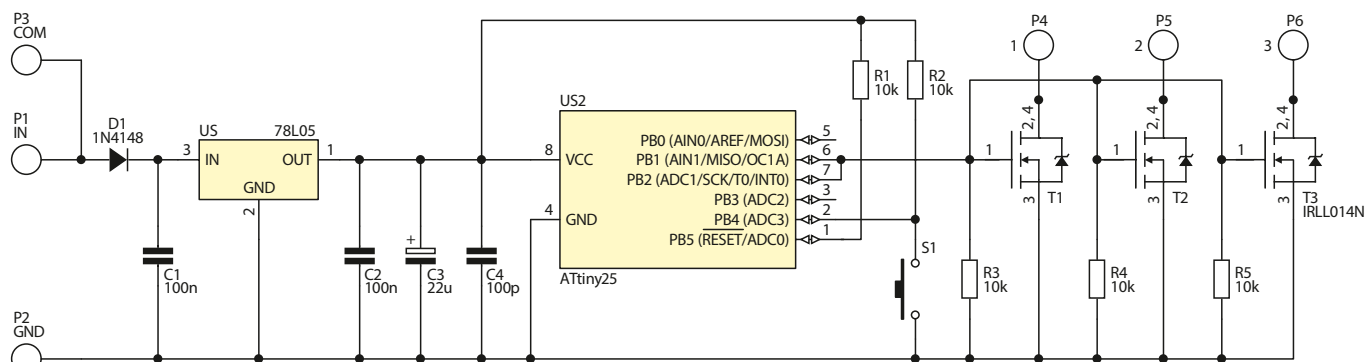 P3
COM
P1
IN
D1
1N4148
US
78L05
3
IN
OUT
1
GND
2
C1
100n
C2
100n
+
C3
22u
C4
100p
P2
GND
US2
8
VCC
4
GND
PB0 (AIN0/AREF/MOSI)
5
PB1 (AIN1/MISO/OC1A)
6
PB2 (ADC1/SCK/T0/INT0)
7
PB3 (ADC2)
3
PB4 (ADC3)
2
PB5 (RESET/ADC0)
1
ATtiny25
R1
10k
R2
10k
S1
P4
1
P5
2
P6
3
2, 4
1
3
T1
2, 4
1
3
T2
2, 4
1
3
T3
IRLL014N
R3
10k
R4
10k
R5
10k